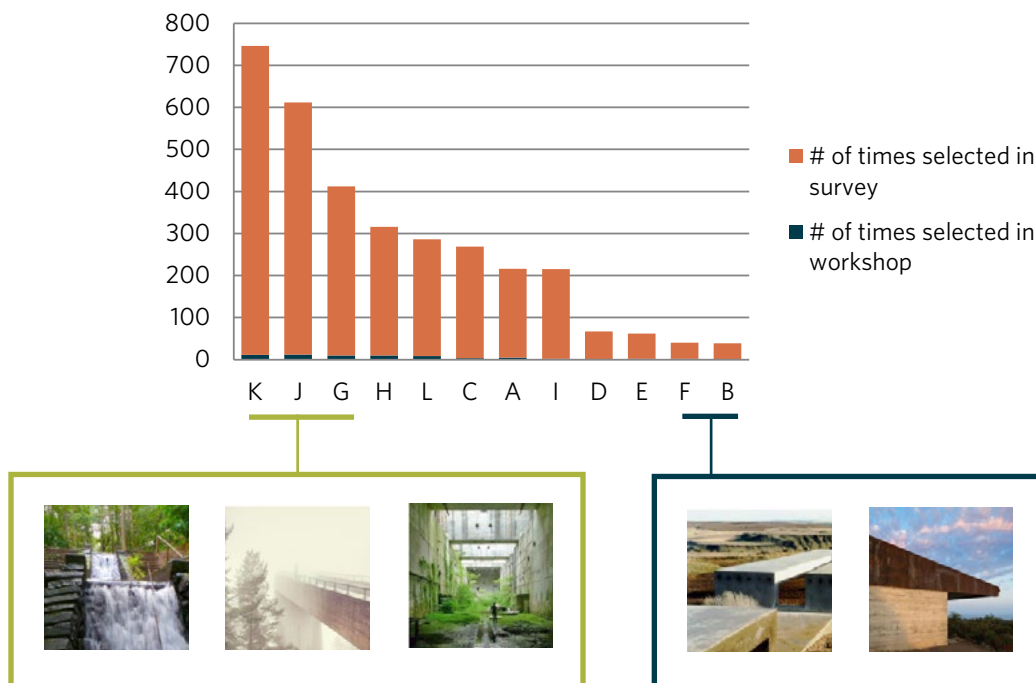 800
700
600
500
400
300
200
100
0
K J G H L C A I D E F B
# of times selected in
survey
# of times selected in
workshop